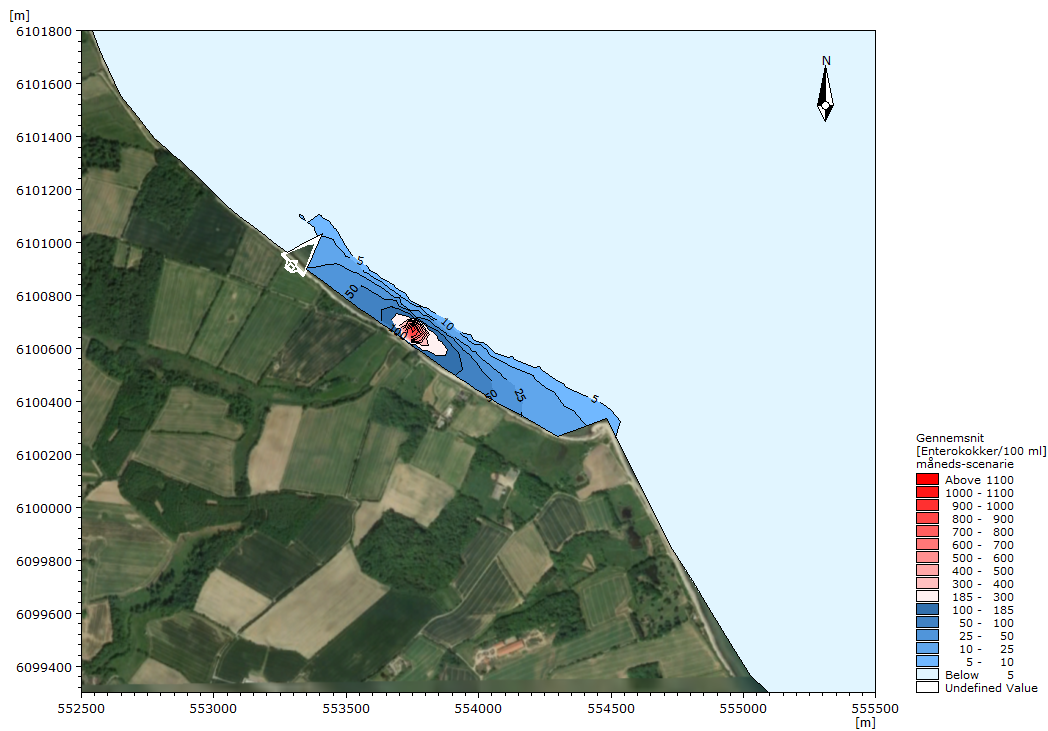 [m]
6101800
6101600
6101400
6101200
6101000
6100800
6100600
6100400
6100200
6100000
6099800
6099600
6099400
552500 553000 553500 554000 554500 555000 555500
[m]
N
5
50
10
100
50
25
5
Gennemsnit
[Enterokokker/100 ml]
måneds-scenarie
Above 1100
1000 - 1100
900 - 1000
800 - 900
700 - 800
600 - 700
500 - 600
400 - 500
300 - 400
185 - 300
100 - 185
50 - 100
25 - 50
10 - 25
5 - 10
Below 5
Undefined Value